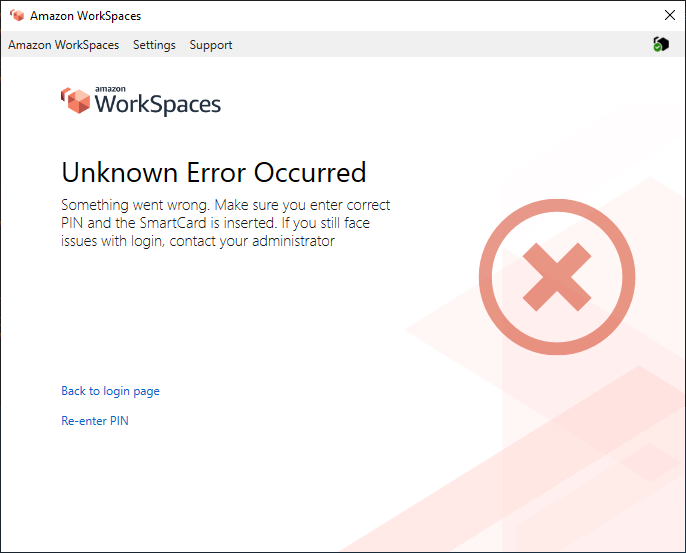 Amazon WorkSpaces
Amazon WorkSpaces Settings Support
amazon
WorkSpaces
Unknown Error Occurred
Something went wrong. Make sure you enter correct
PIN and the SmartCard is inserted. If you still face
issues with login, contact your administrator
Back to login page
Re-enter PIN